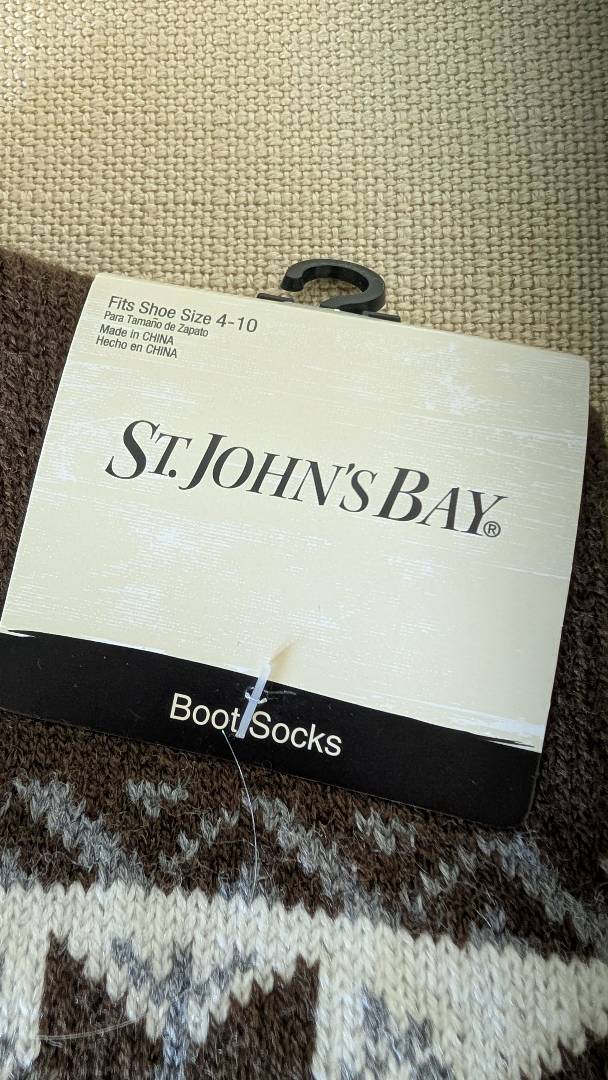 Fits Shoe Size 4-10
Para Tamaño de Zapato
Made in CHINA
Hecho en CHINA
ST. JOHN'S BAY®
Boot Socks